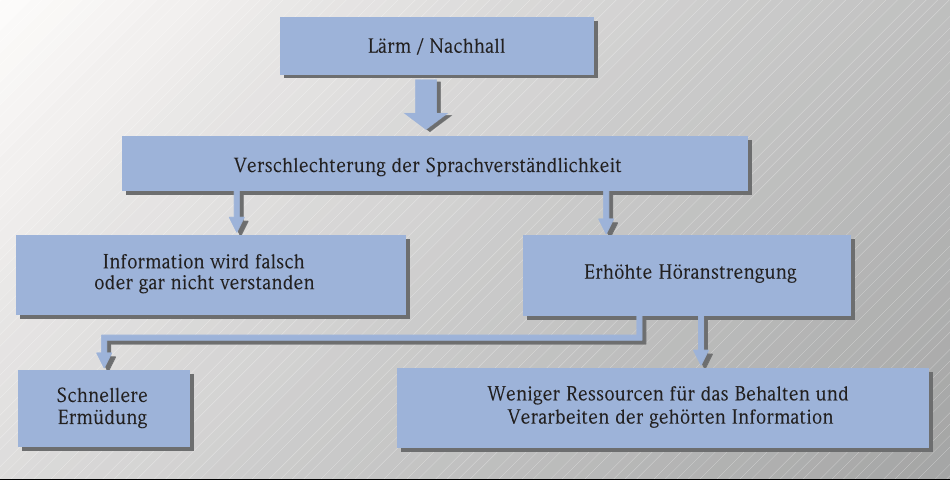 Lärm / Nachhall
Verschlechterung der Sprachverständlichkeit
Information wird falsch
oder gar nicht verstanden
Erhöhte Höranstrengung
Schnellere
Ermüdung
Weniger Ressourcen für das Behalten und
Verarbeiten der gehörten Information